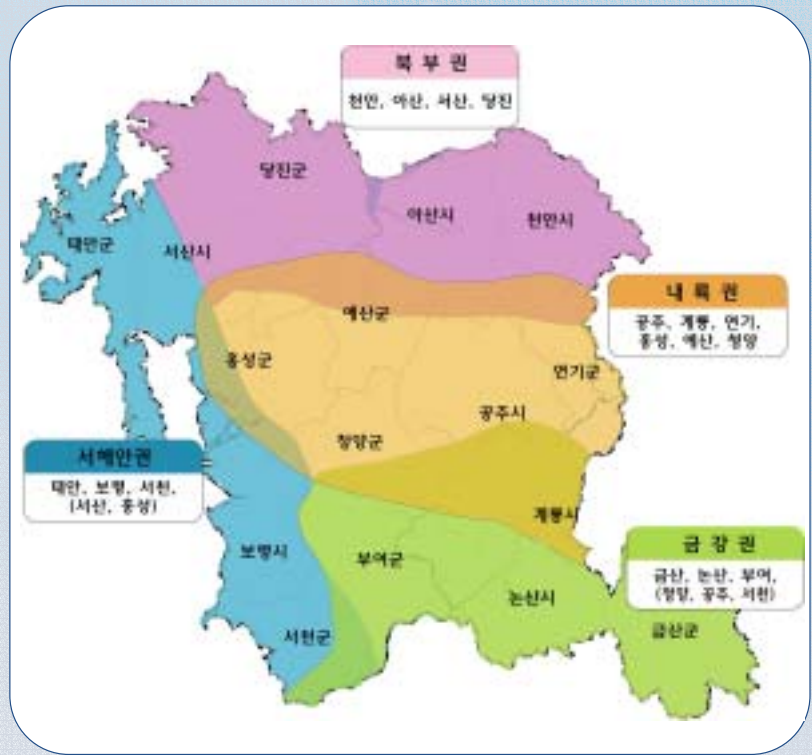 북 부 권
천안, 아산, 서산, 당진
당진군
아산시
천안시
태안군
서산시
내 륙 권
공주, 계룡, 연기,
홍성, 예산, 청양
예산군
홍성군
연기군
공주시
청양군
서해안권
태안, 보령, 서천,
(서산, 홍성)
계룡시
금 강 권
금산, 논산, 부여,
(청양, 공주, 서천)
보령시
부여군
논산시
서천군
금산군